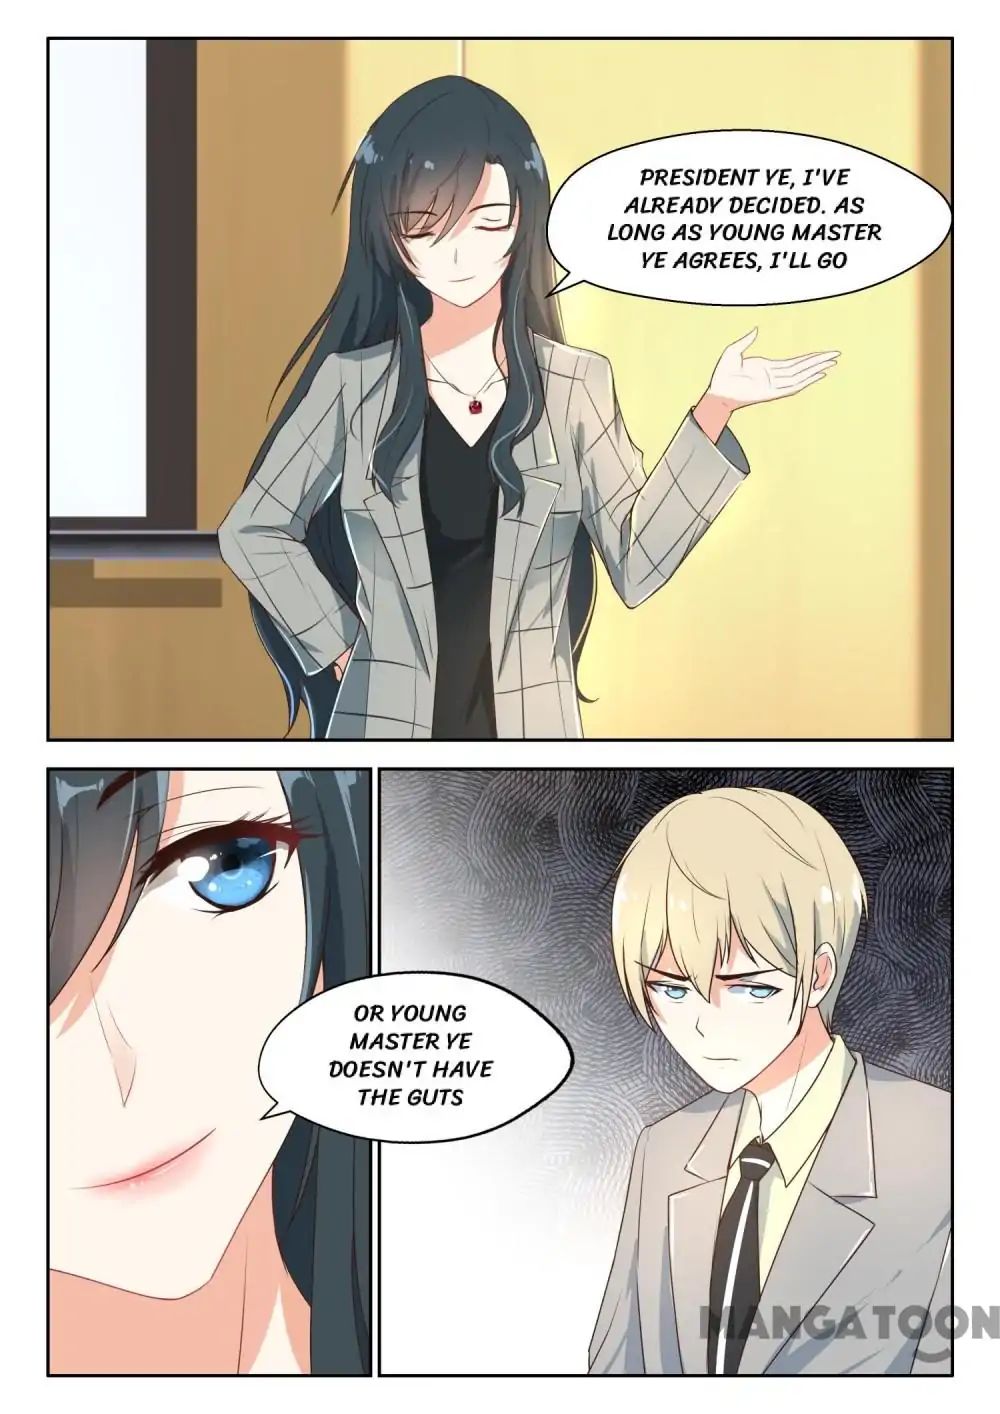 PRESIDENT YE, I'VE
ALREADY DECIDED. AS
LONG AS YOUNG MASTER
YE AGREES, I'LL GO
OR YOUNG
MASTER YE
DOESN'T HAVE
THE GUTS
MANGATOON